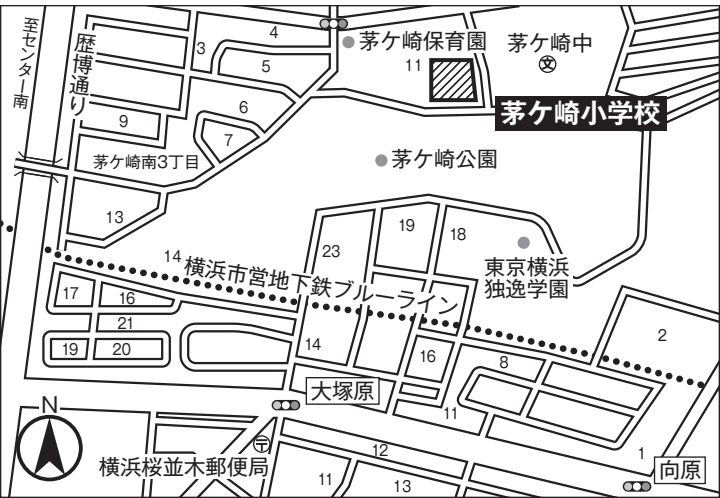 至センター南
歴博通り
3
4
5
6
7
9
茅ケ崎南3丁目
13
茅ケ崎保育園
11
茅ケ崎中
文
茅ケ崎小学校
茅ケ崎公園
14
横浜市営地下鉄ブルーライン
23
19
18
東京横浜
独逸学園
17
16
21
19
20
14
16
8
2
大塚原
11
N
〒
横浜桜並木郵便局
12
11
13
1
向原